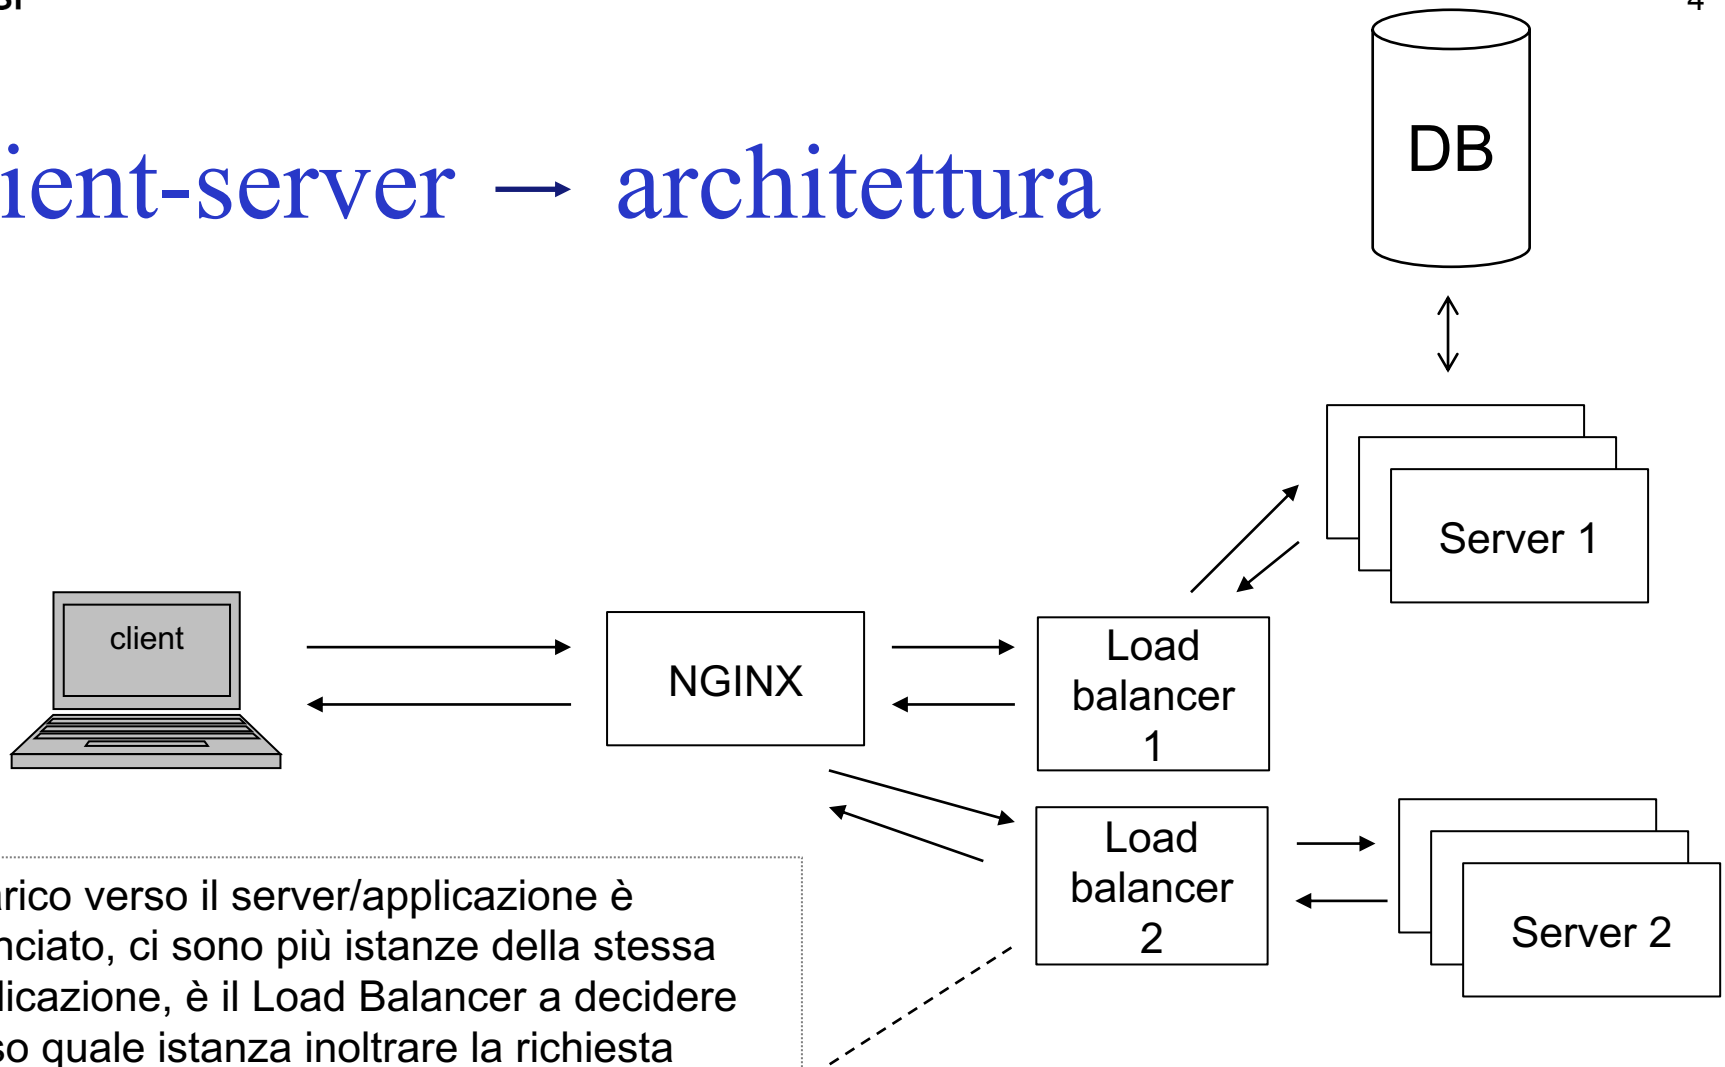 4
ient-server → architettura
DB
Server 1
client
NGINX
Load
balancer
1
Load
balancer
2
Server 2
arico verso il server/applicazione è
nciato, ci sono più istanze della stessa
licazione, è il Load Balancer a decidere
so quale istanza inoltrare la richiesta